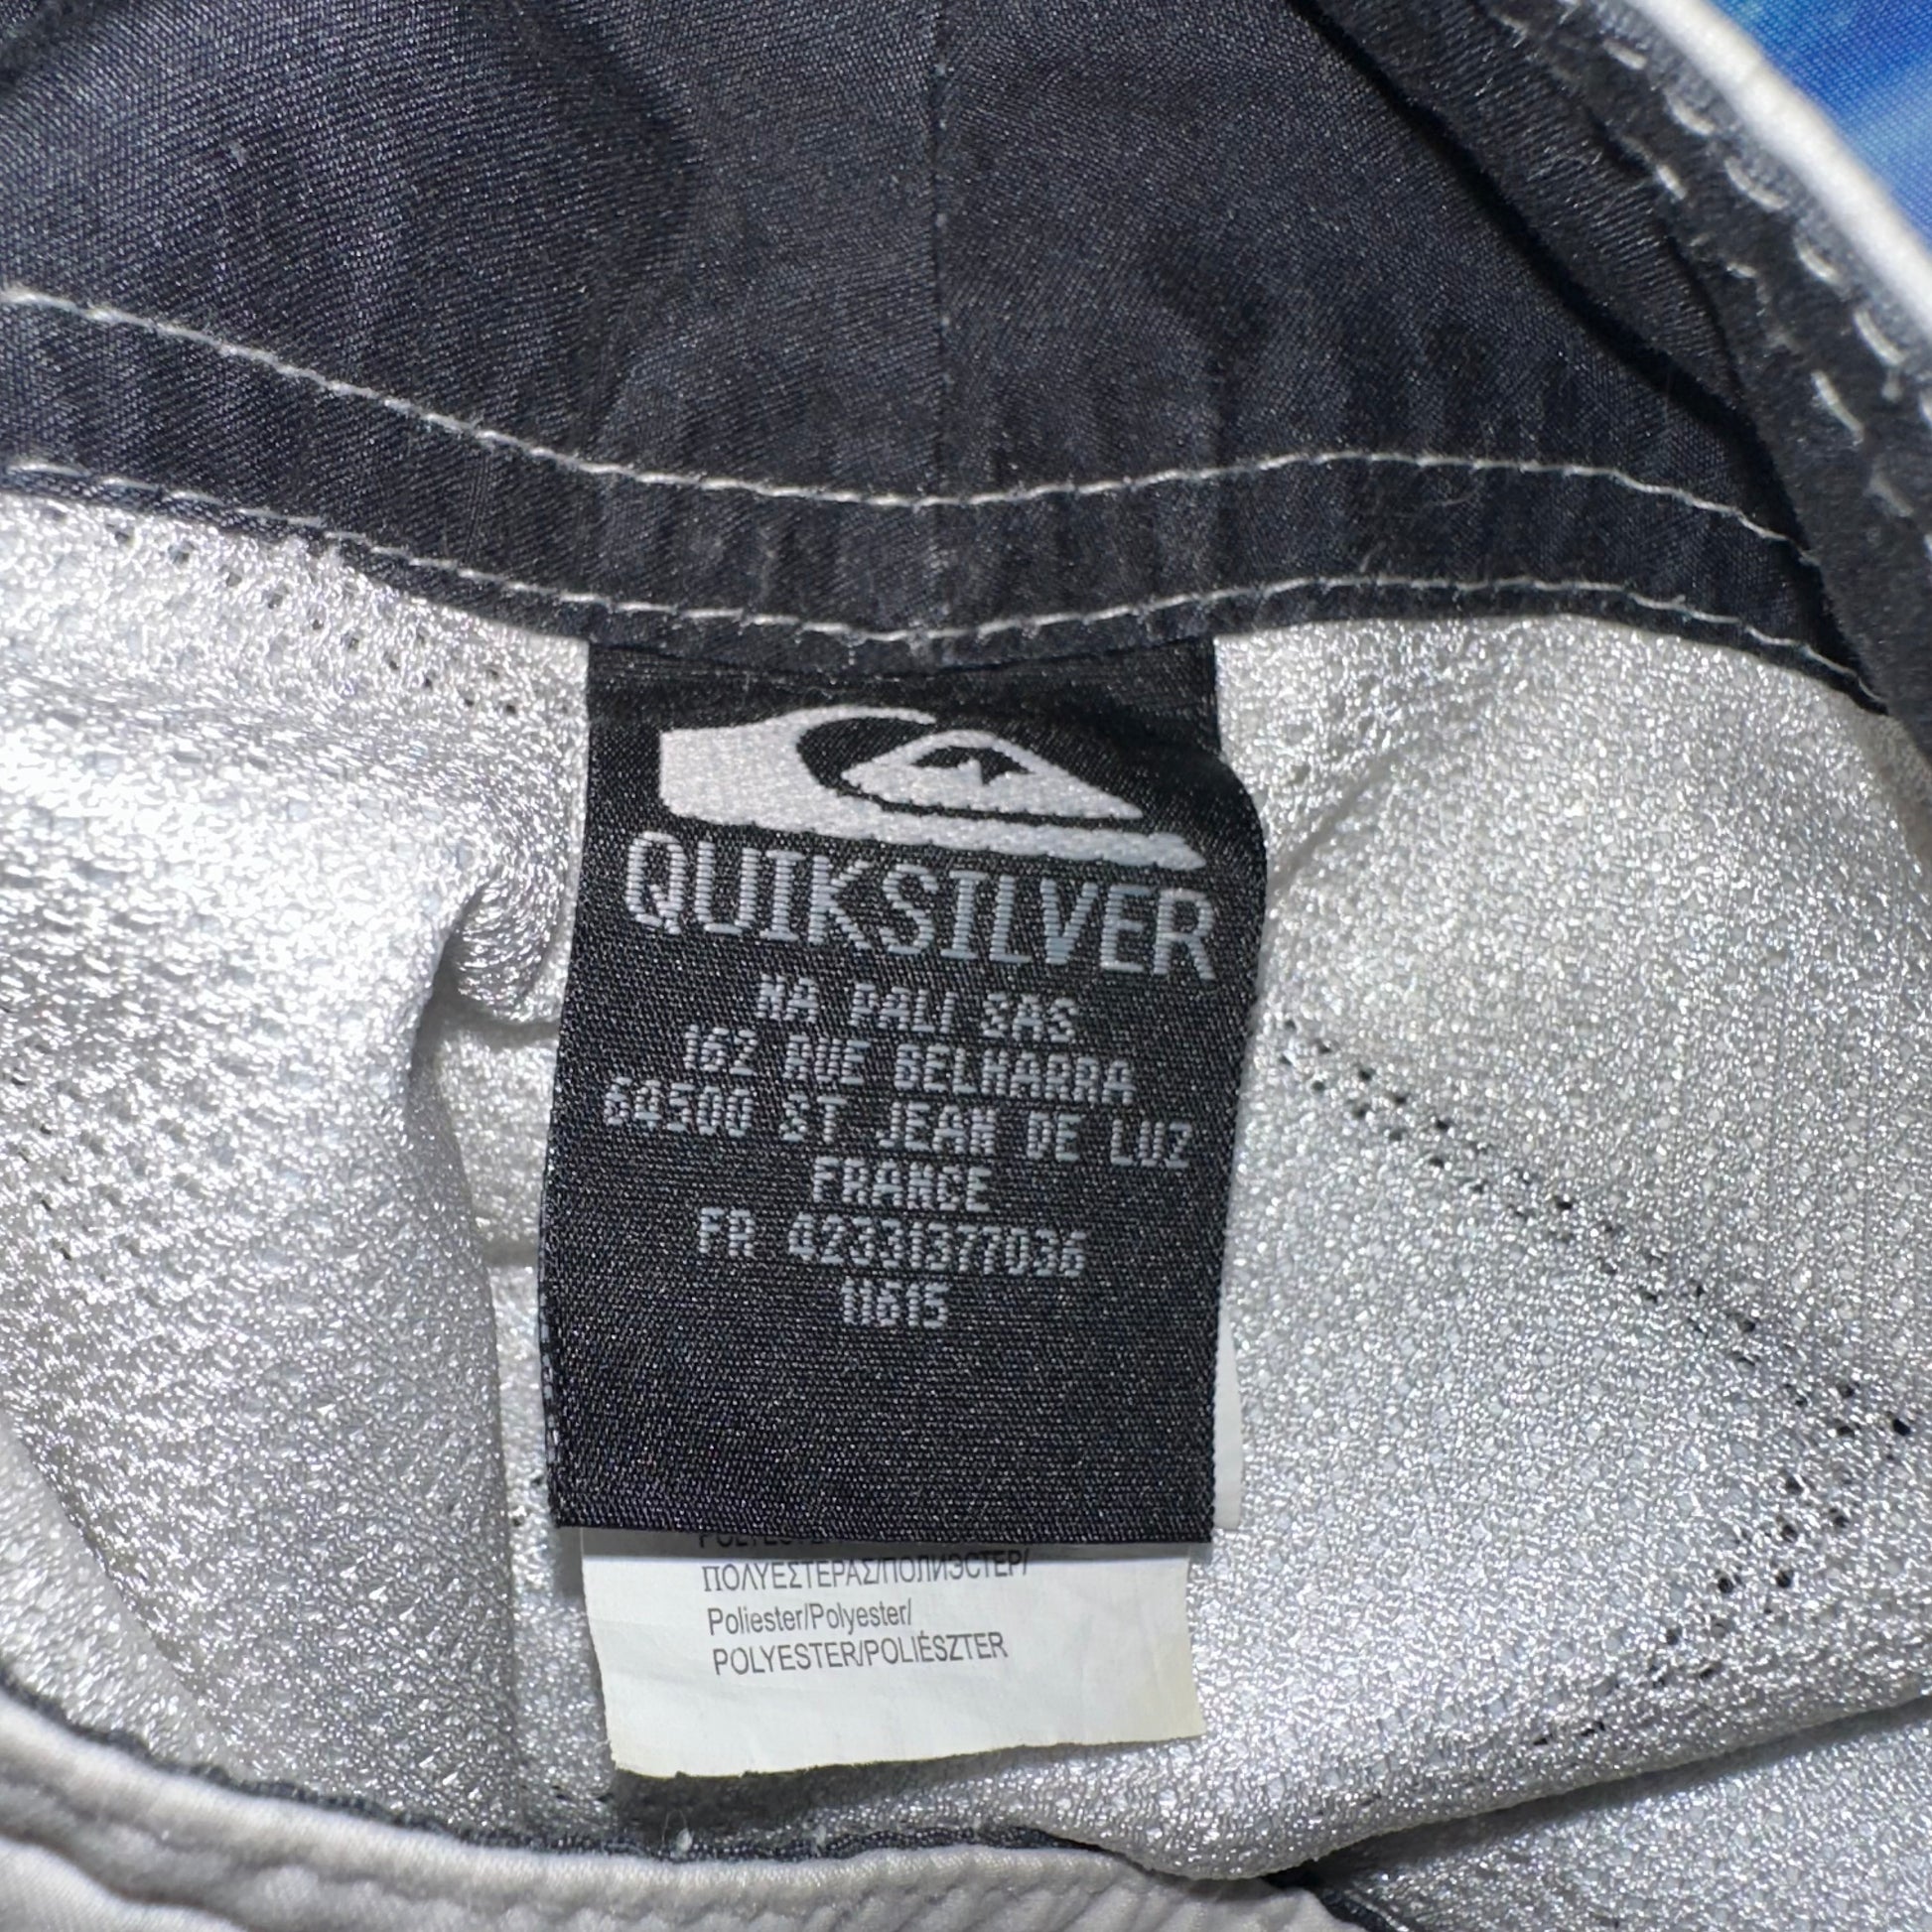 QUIKSILVER
NA PALI SAS
162 RUE BELHARRA
64500 ST JEAN DE LUZ
FRANCE
FR 42331377036
11615
ΠΟΛΥΕΣΤΕΡΑΣ/ПОЛИЭСТЕР/
Poliester/Polyester/
POLYESTER/POLIÉSZTER